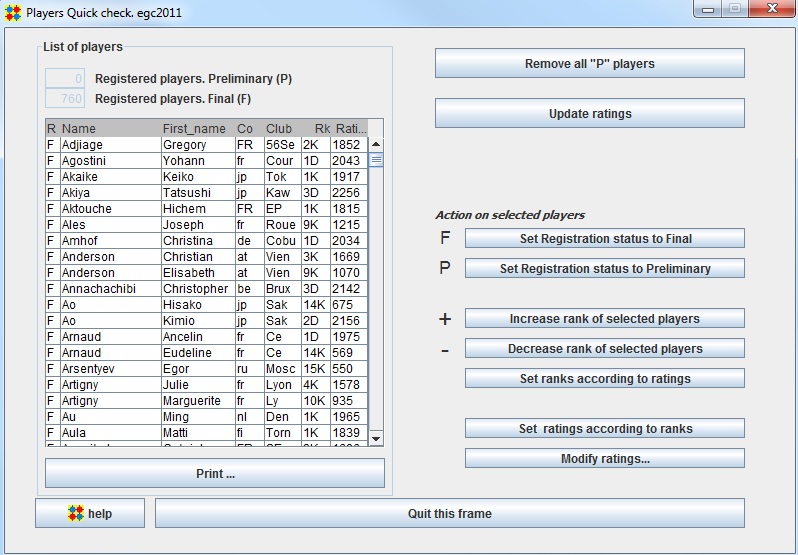 Players Quick check. egc2011
List of players
0 Registered players. Preliminary (P)
760 Registered players. Final (F)
R Name First_name Co Club Rk Rati...
F Adjiage Gregory FR 56Se 2K 1852
F Agostini Yohann fr Cour 1D 2043
F Akaike Keiko jp Tok 1K 1917
F Akiya Tatsushi jp Kaw 3D 2256
F Aktouche Hichem FR EP 1K 1815
F Ales Joseph fr Roue 9K 1215
F Amhof Christina de Cobu 1D 2034
F Anderson Christian at Vien 3K 1669
F Anderson Elisabeth at Vien 9K 1070
F Annachachibi Christopher be Brux 3D 2142
F Ao Hisako jp Sak 14K 675
F Ao Kimio jp Sak 2D 2156
F Arnaud Ancelin fr Ce 1D 1975
F Arnaud Eudeline fr Ce 14K 569
F Arsentyev Egor ru Mosc 15K 550
F Artigny Julie fr Lyon 4K 1578
F Artigny Marguerite fr Ly 10K 935
F Au Ming nl Den 1K 1965
F Aula Matti fi Torn 1K 1839
Print ...
help
Remove all "P" players
Update ratings
Action on selected players
F Set Registration status to Final
P Set Registration status to Preliminary
+ Increase rank of selected players
- Decrease rank of selected players
Set ranks according to ratings
Set ratings according to ranks
Modify ratings...
Quit this frame